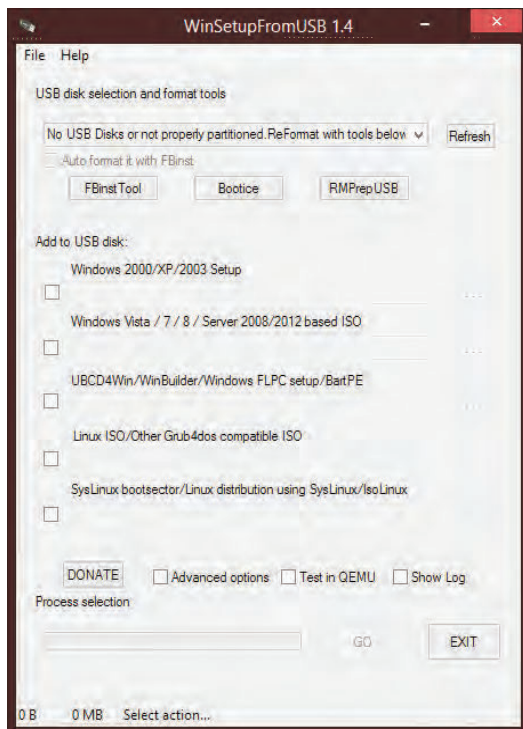 WinSetupFromUSB 1.4
File Help
USB disk selection and format tools
No USB Disks or not properly partitioned.ReFormat with tools below
Refresh
Auto format it with FBinst
FBinstTool Bootice RMPrepUSB
Add to USB disk:
Windows 2000/XP/2003 Setup
...
Windows Vista / 7 / 8 / Server 2008/2012 based ISO
...
UBCD4Win/WinBuilder/Windows FLPC setup/BartPE
...
Linux ISO/Other Grub4dos compatible ISO
SysLinux bootsector/Linux distribution using SysLinux/IsoLinux
DONATE Advanced options Test in QEMU Show Log
Process selection
GO EXIT
0 B 0 MB Select action...